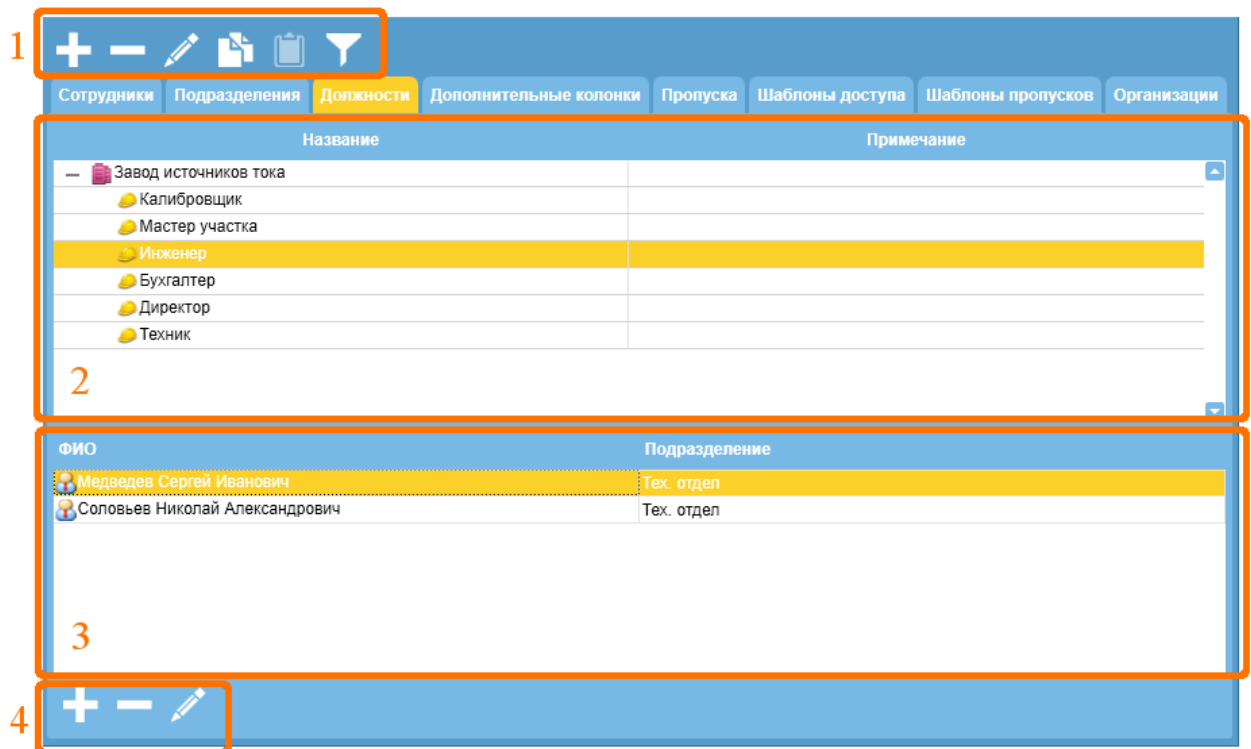 1
Сотрудники Подразделения Должности Дополнительные колонки Пропуска Шаблоны доступа Шаблоны пропусков Организации
Название Примечание
Завод источников тока
Калибровщик
Мастер участка
Инженер
Бухгалтер
Директор
Техник
2
ФИО Подразделение
Медведев Сергей Иванович Тех. отдел
Соловьев Николай Александрович Тех. отдел
3
4